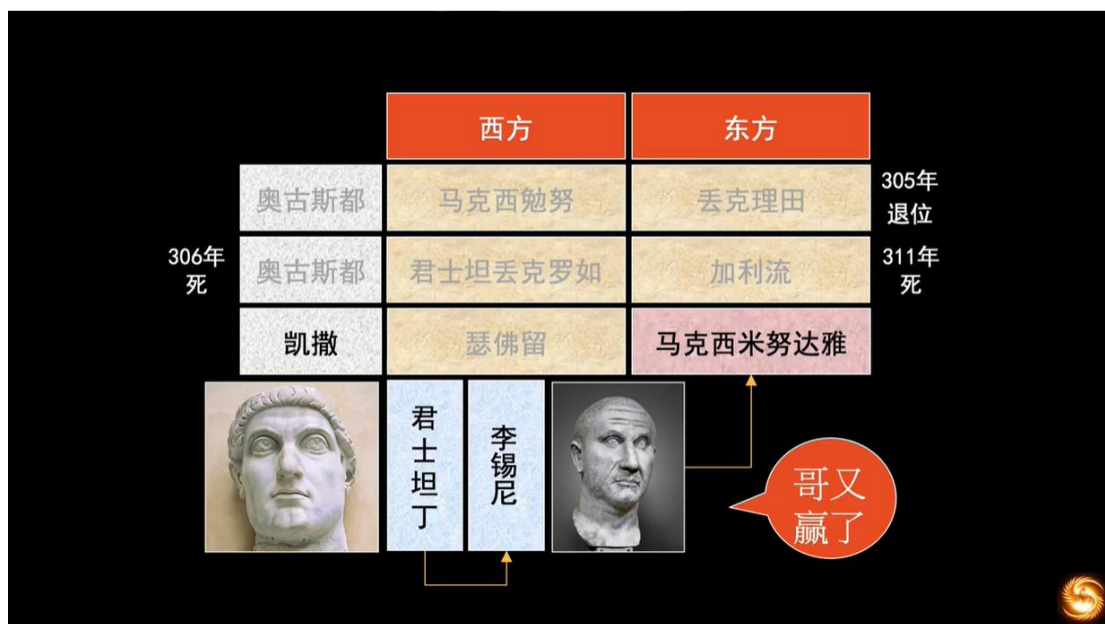 西方
东方
奥古斯都
马克西勉努
丢克理田
305年
退位
306年
死
奥古斯都
君士坦丢克罗如
加利流
311年
死
凯撒
瑟佛留
马克西米努达雅
君士坦丁
李锡尼
哥又
赢了